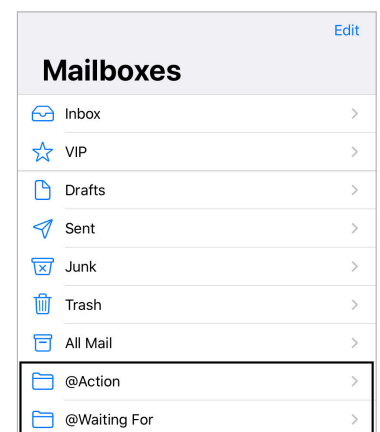 Edit
Mailboxes
Inbox
VIP
Drafts
Sent
Junk
Trash
All Mail
@Action
@Waiting For